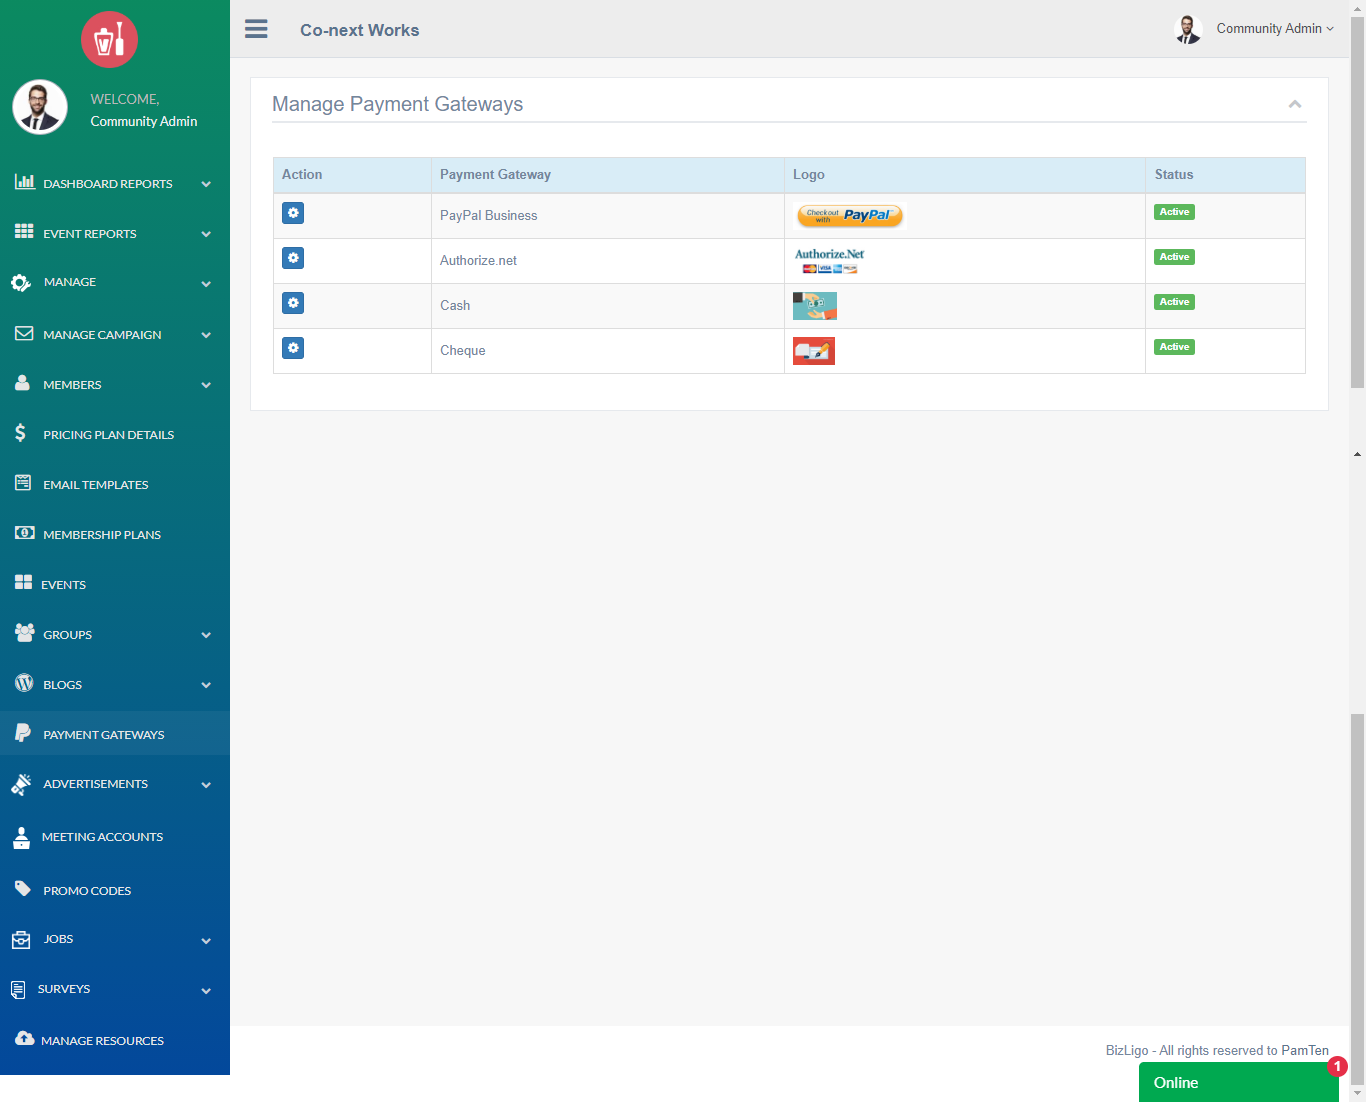 Co-next Works
Community Admin
WELCOME,
Community Admin
DASHBOARD REPORTS
EVENT REPORTS
MANAGE
MANAGE CAMPAIGN
MEMBERS
PRICING PLAN DETAILS
EMAIL TEMPLATES
MEMBERSHIP PLANS
EVENTS
GROUPS
BLOGS
PAYMENT GATEWAYS
ADVERTISEMENTS
MEETING ACCOUNTS
PROMO CODES
JOBS
SURVEYS
MANAGE RESOURCES
Manage Payment Gateways
Action Payment Gateway Logo Status
PayPal Business Check out with PayPal Active
Authorize.net Authorize.Net VISA Active
Cash Active
Cheque Active
BizLigo - All rights reserved to PamTen
Online 1